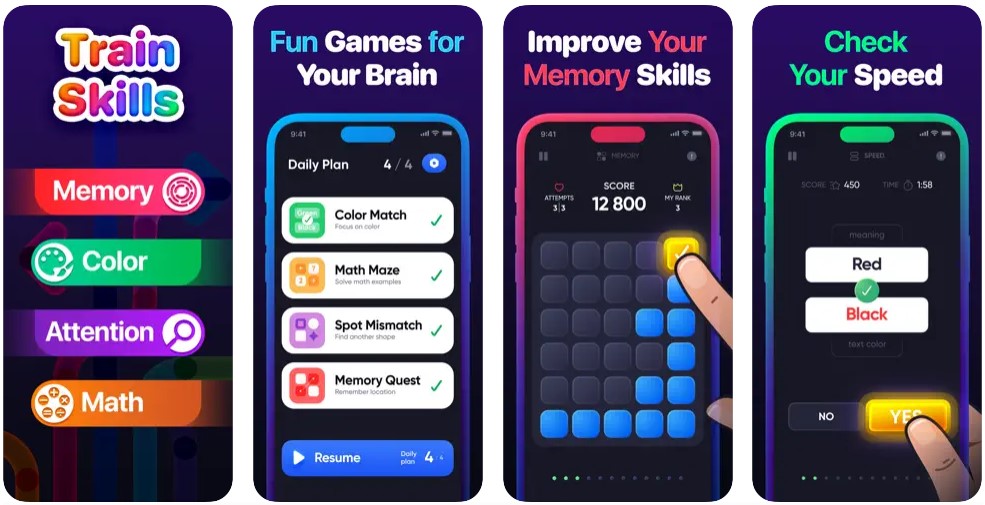 Train
Skills
Memory
Color
Attention
Math
Fun Games for
Your Brain
9:41
Daily Plan
4 / 4
Color Match
Focus on color
Math Maze
Solve math examples
Spot Mismatch
Find another shape
Memory Quest
Remember location
Resume
Daily
plan
4
Improve Your
Memory Skills
9:41
MEMORY
ATTEMPTS
3|3
SCORE
12 800
MY RANK
3
Check
Your Speed
9:41
SPEED
SCORE 450
TIME 1:58
meaning
Red
Black
text color
NO
YES